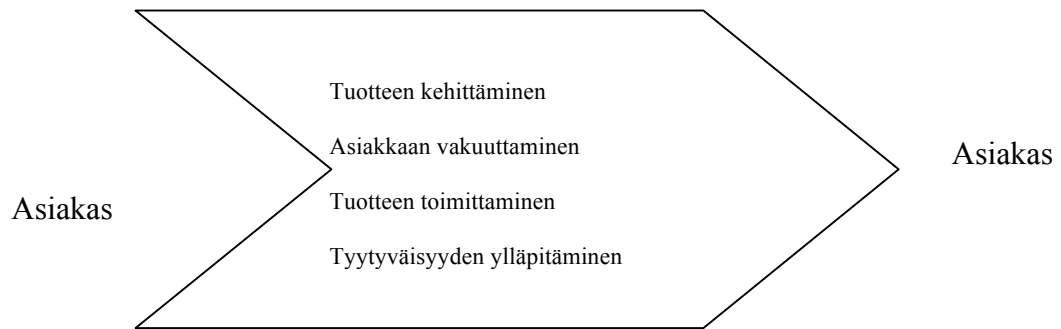 Asiakas
Tuotteen kehittäminen
Asiakkaan vakuuttaminen
Tuotteen toimittaminen
Tyytyväisyyden ylläpitäminen
Asiakas